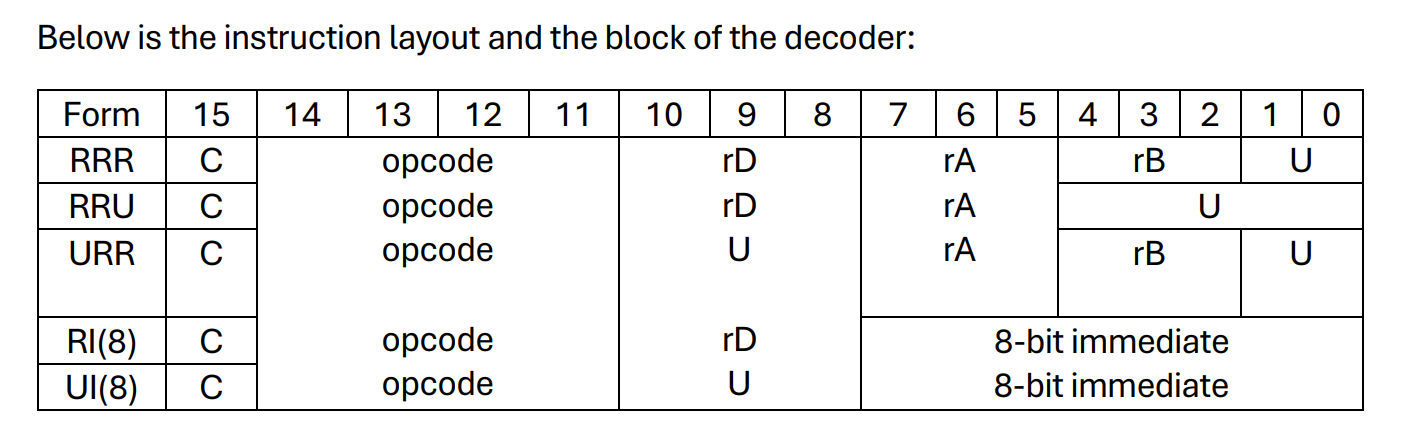 Below is the instruction layout and the block of the decoder:
Form 15 14 13 12 11 10 9 8 7 6 5 4 3 2 1 0
RRR C opcode rD rA rB U
RRU C opcode rD rA U
URR C opcode U rA rB U
RI(8) C opcode rD 8-bit immediate
UI(8) C opcode U 8-bit immediate